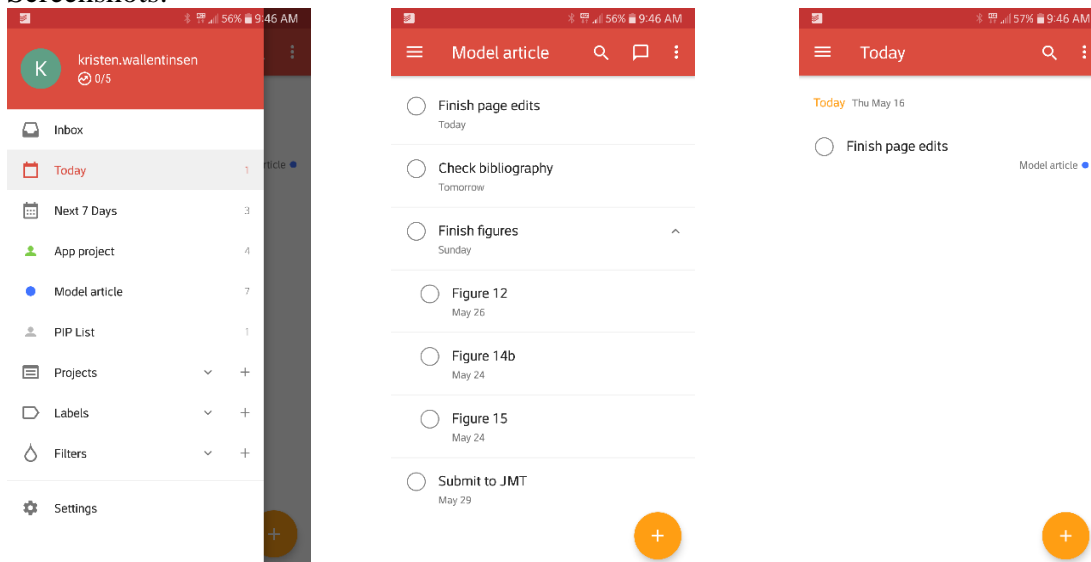 Screenshots:
56% 9:46 AM
K
kristen.wallentinsen
0/5
Inbox
Today 1
rticle
Next 7 Days 3
App project 4
Model article 7
PIP List 1
Projects
Labels
Filters
Settings
56% 9:46 AM
Model article
Finish page edits
Today
Check bibliography
Tomorrow
Finish figures
Sunday
Figure 12
May 26
Figure 14b
May 24
Figure 15
May 24
Submit to JMT
May 29
57% 9:46 AM
Today
Today Thu May 16
Finish page edits
Model article